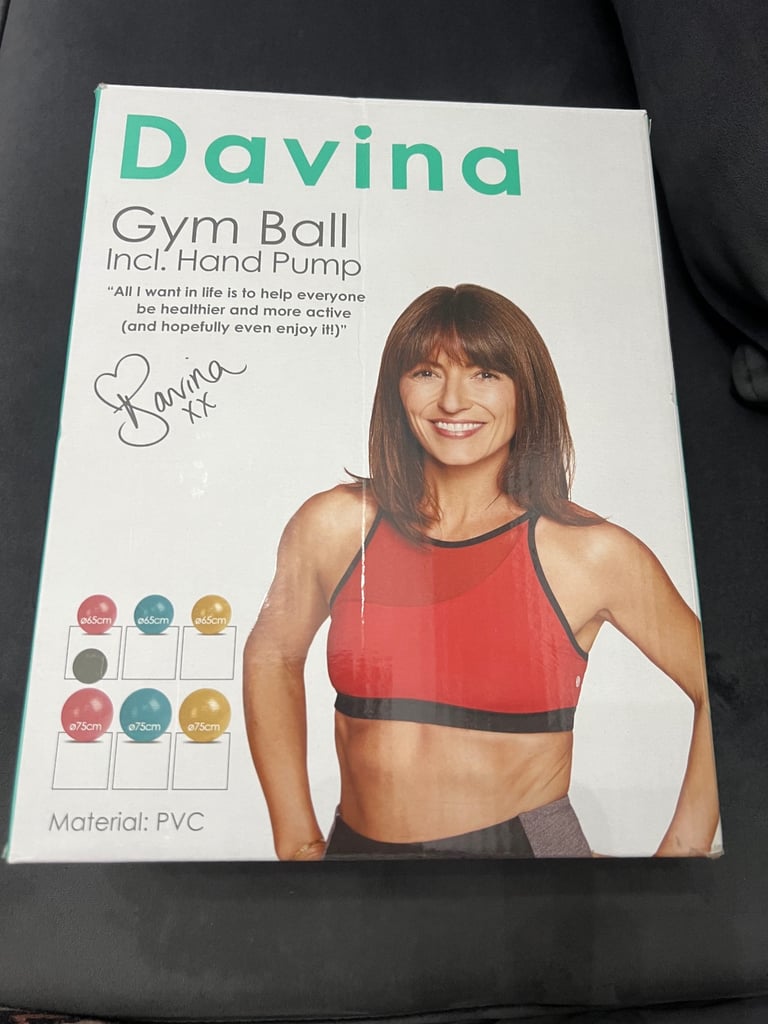 Davina
Gym Ball
Incl. Hand Pump
“All I want in life is to help everyone
be healthier and more active
(and hopefully even enjoy it!)”
Davina
xx
ø65cm ø65cm ø65cm
ø75cm ø75cm ø75cm
Material: PVC